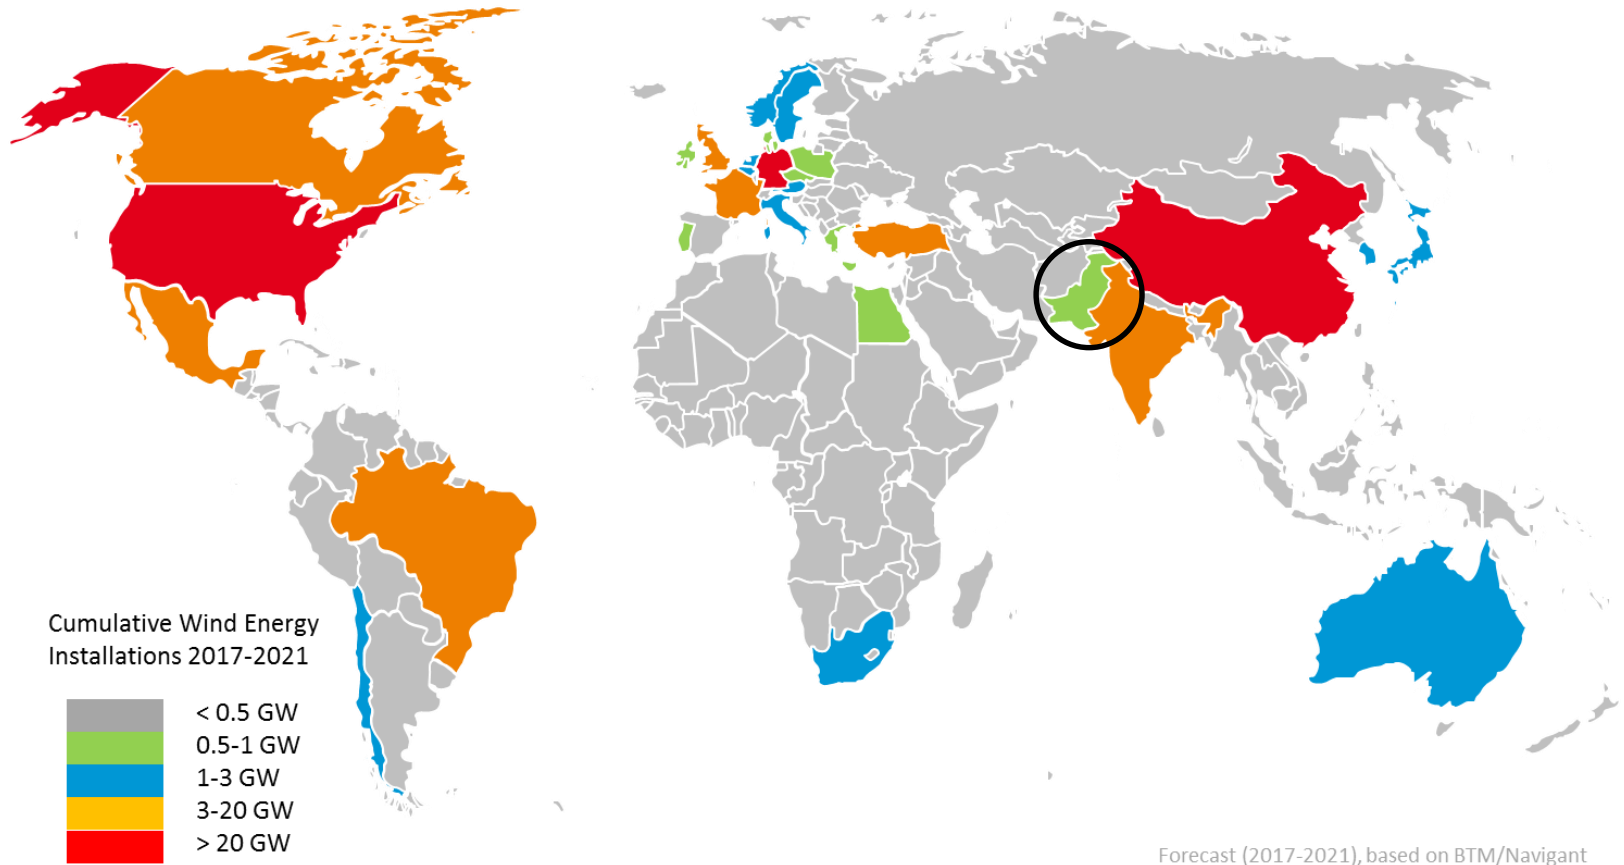 Cumulative Wind Energy
Installations 2017-2021
< 0.5 GW
0.5-1 GW
1-3 GW
3-20 GW
> 20 GW
Forecast (2017-2021), based on BTM/Navigant